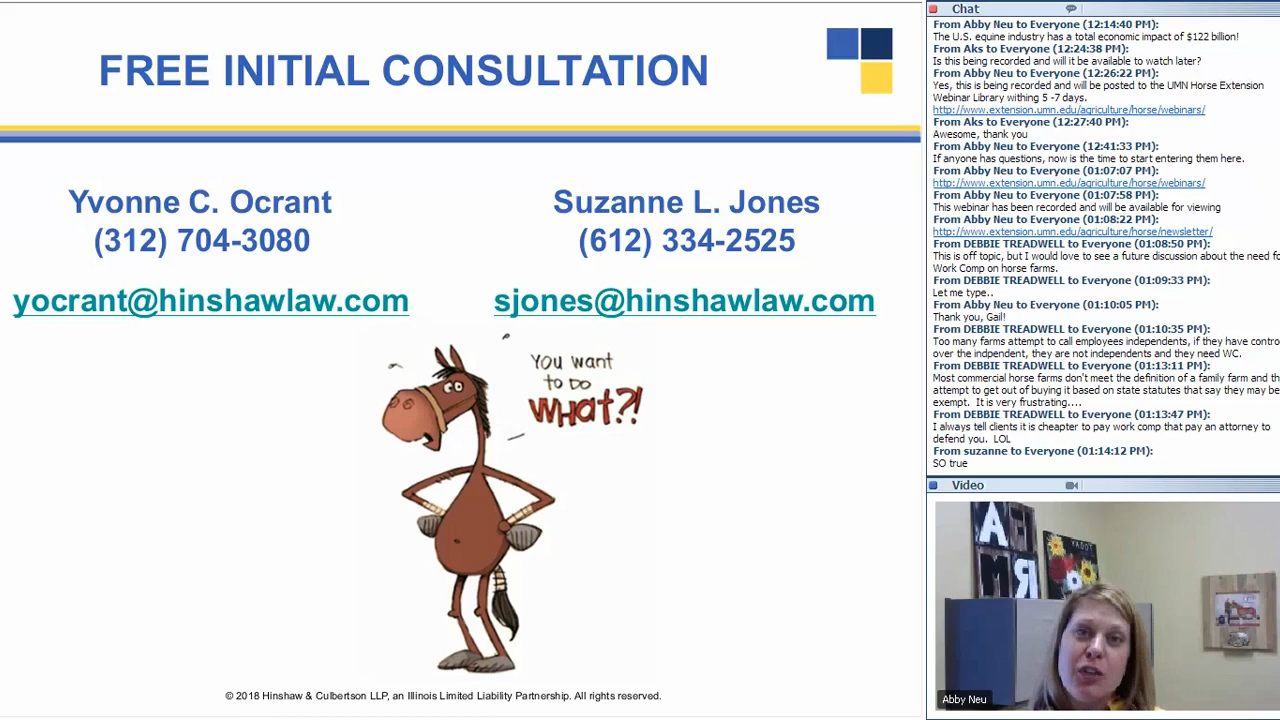 FREE INITIAL CONSULTATION
Yvonne C. Ocrant
(312) 704-3080
yocrant@hinshawlaw.com
Suzanne L. Jones
(612) 334-2525
sjones@hinshawlaw.com
You want
to Do
WHAT?!
© 2018 Hinshaw & Culbertson LLP, an Illinois Limited Liability Partnership. All rights reserved.
Chat
From Abby Neu to Everyone (12:14:40 PM):
The U.S. equine industry has a total economic impact of $122 billion!
From Aks to Everyone (12:24:38 PM):
Is this being recorded and will it be available to watch later?
From Abby Neu to Everyone (12:26:22 PM):
Yes, this is being recorded and will be posted to the UMN Horse Extension
Webinar Library withing 5 -7 days.
http://www.extension.umn.edu/agriculture/horse/webinars/
From Aks to Everyone (12:27:40 PM):
Awesome, thank you
From Abby Neu to Everyone (12:41:33 PM):
If anyone has questions, now is the time to start entering them here.
From Abby Neu to Everyone (01:07:07 PM):
http://www.extension.umn.edu/agriculture/horse/webinars/
From Abby Neu to Everyone (01:07:58 PM):
This webinar has been recorded and will be available for viewing
From Abby Neu to Everyone (01:08:22 PM):
http://www.extension.umn.edu/agriculture/horse/newsletter/
From DEBBIE TREADWELL to Everyone (01:08:50 PM):
This is off topic, but I would love to see a future discussion about the need fo
Work Comp on horse farms.
From DEBBIE TREADWELL to Everyone (01:09:33 PM):
Let me type..
From Abby Neu to Everyone (01:10:05 PM):
Thank you, Gail!
From DEBBIE TREADWELL to Everyone (01:10:35 PM):
Too many farms attempt to call employees independents, if they have contro
over the indpendent, they are not independents and they need WC.
From DEBBIE TREADWELL to Everyone (01:13:11 PM):
Most commercial horse farms don't meet the definition of a family farm and th
attempt to get out of buying it based on state statutes that say they may be
exempt. It is very frustrating....
From DEBBIE TREADWELL to Everyone (01:13:47 PM):
I always tell clients it is cheapter to pay work comp that pay an attorney to
defend you. LOL
From suzanne to Everyone (01:14:12 PM):
SO true
Video
Abby Neu